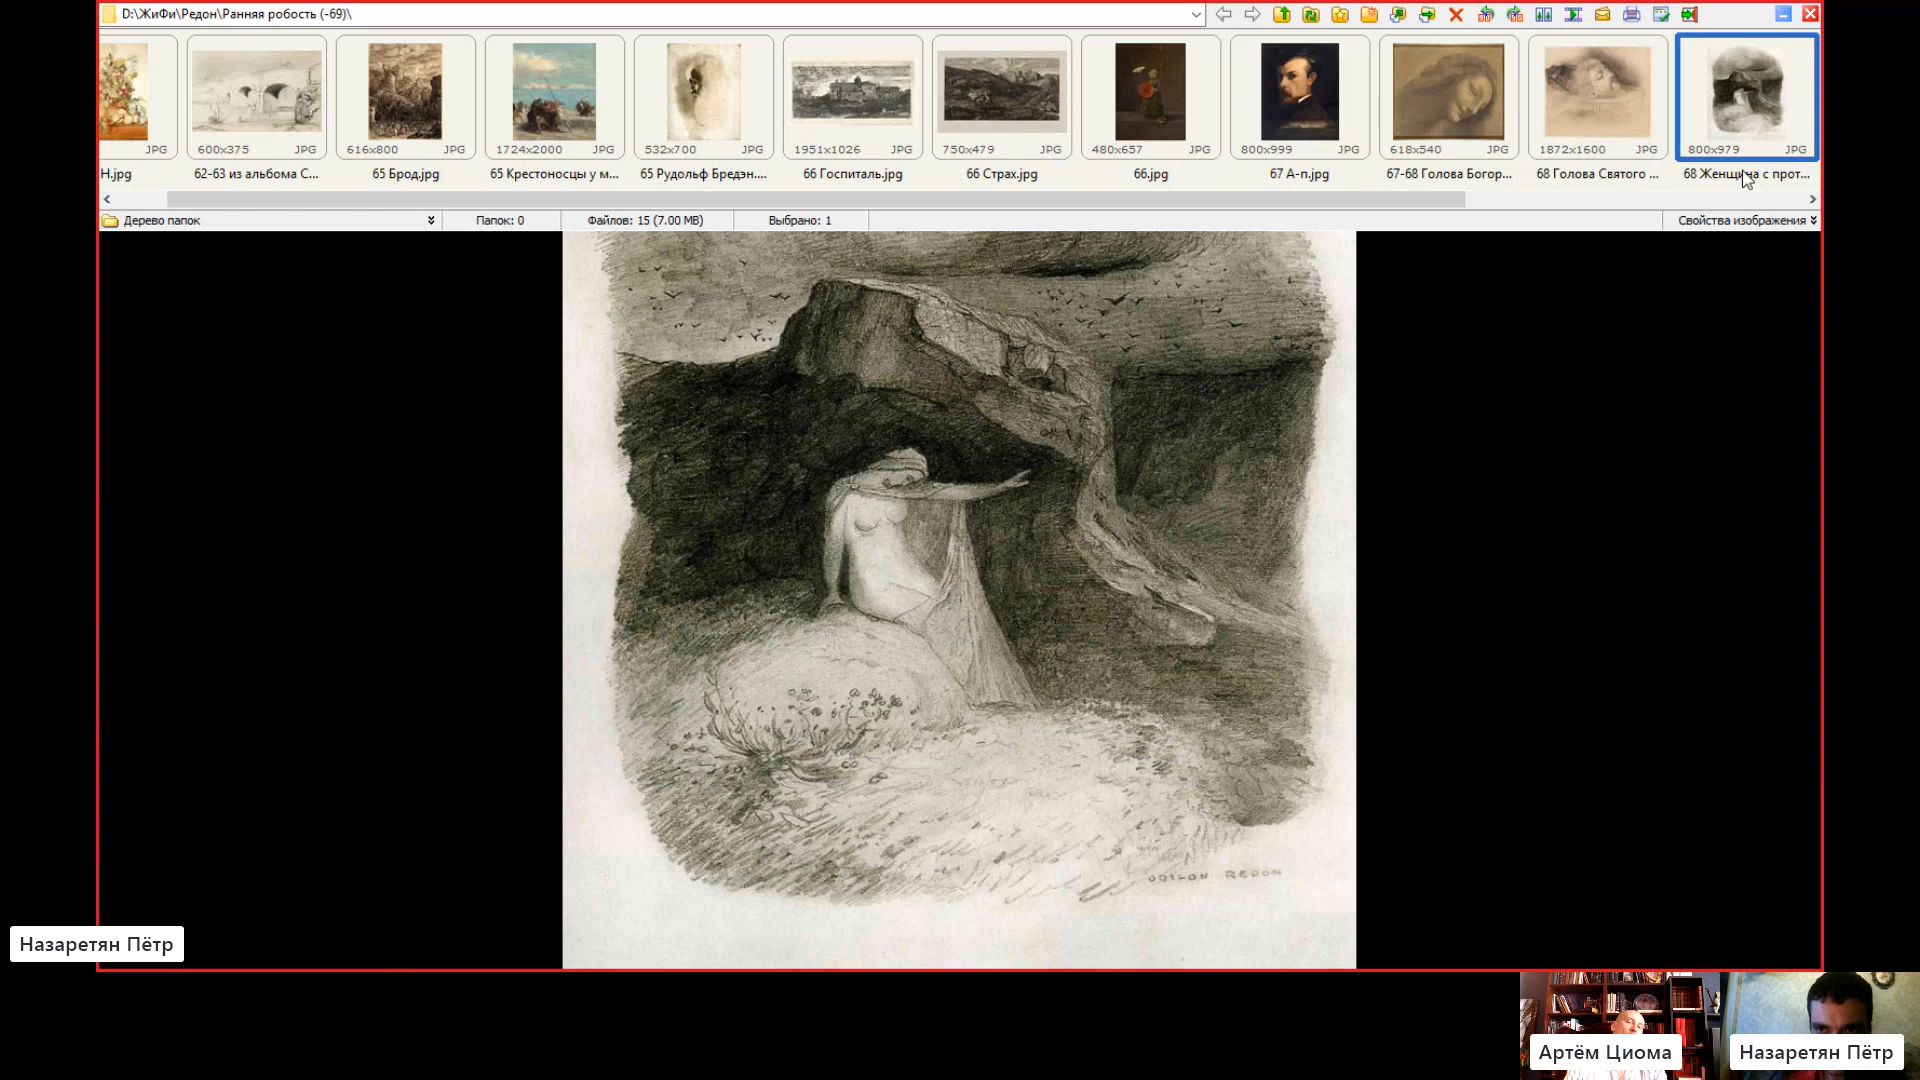 D:\ЖиФи\Редон\Ранняя робость (-69)\
JPG
600x375 JPG
616x800 JPG
1724x2000 JPG
532x700 JPG
1951x1026 JPG
750x479 JPG
480x657 JPG
800x999 JPG
618x540 JPG
1872x1600 JPG
800x979 JPG
Н.jpg
62-63 из альбома С...
65 Брод.jpg
65 Крестоносцы у м...
65 Рудольф Бредэн....
66 Госпиталь.jpg
66 Страх.jpg
66.jpg
67 А-п.jpg
67-68 Голова Богор...
68 Голова Святого ...
68 Женщина с прот...
Дерево папок
Папок: 0
Файлов: 15 (7.00 MB)
Выбрано: 1
Свойства изображения
ODILON REDON
Назаретян Пётр
Артём Циома
Назаретян Пётр